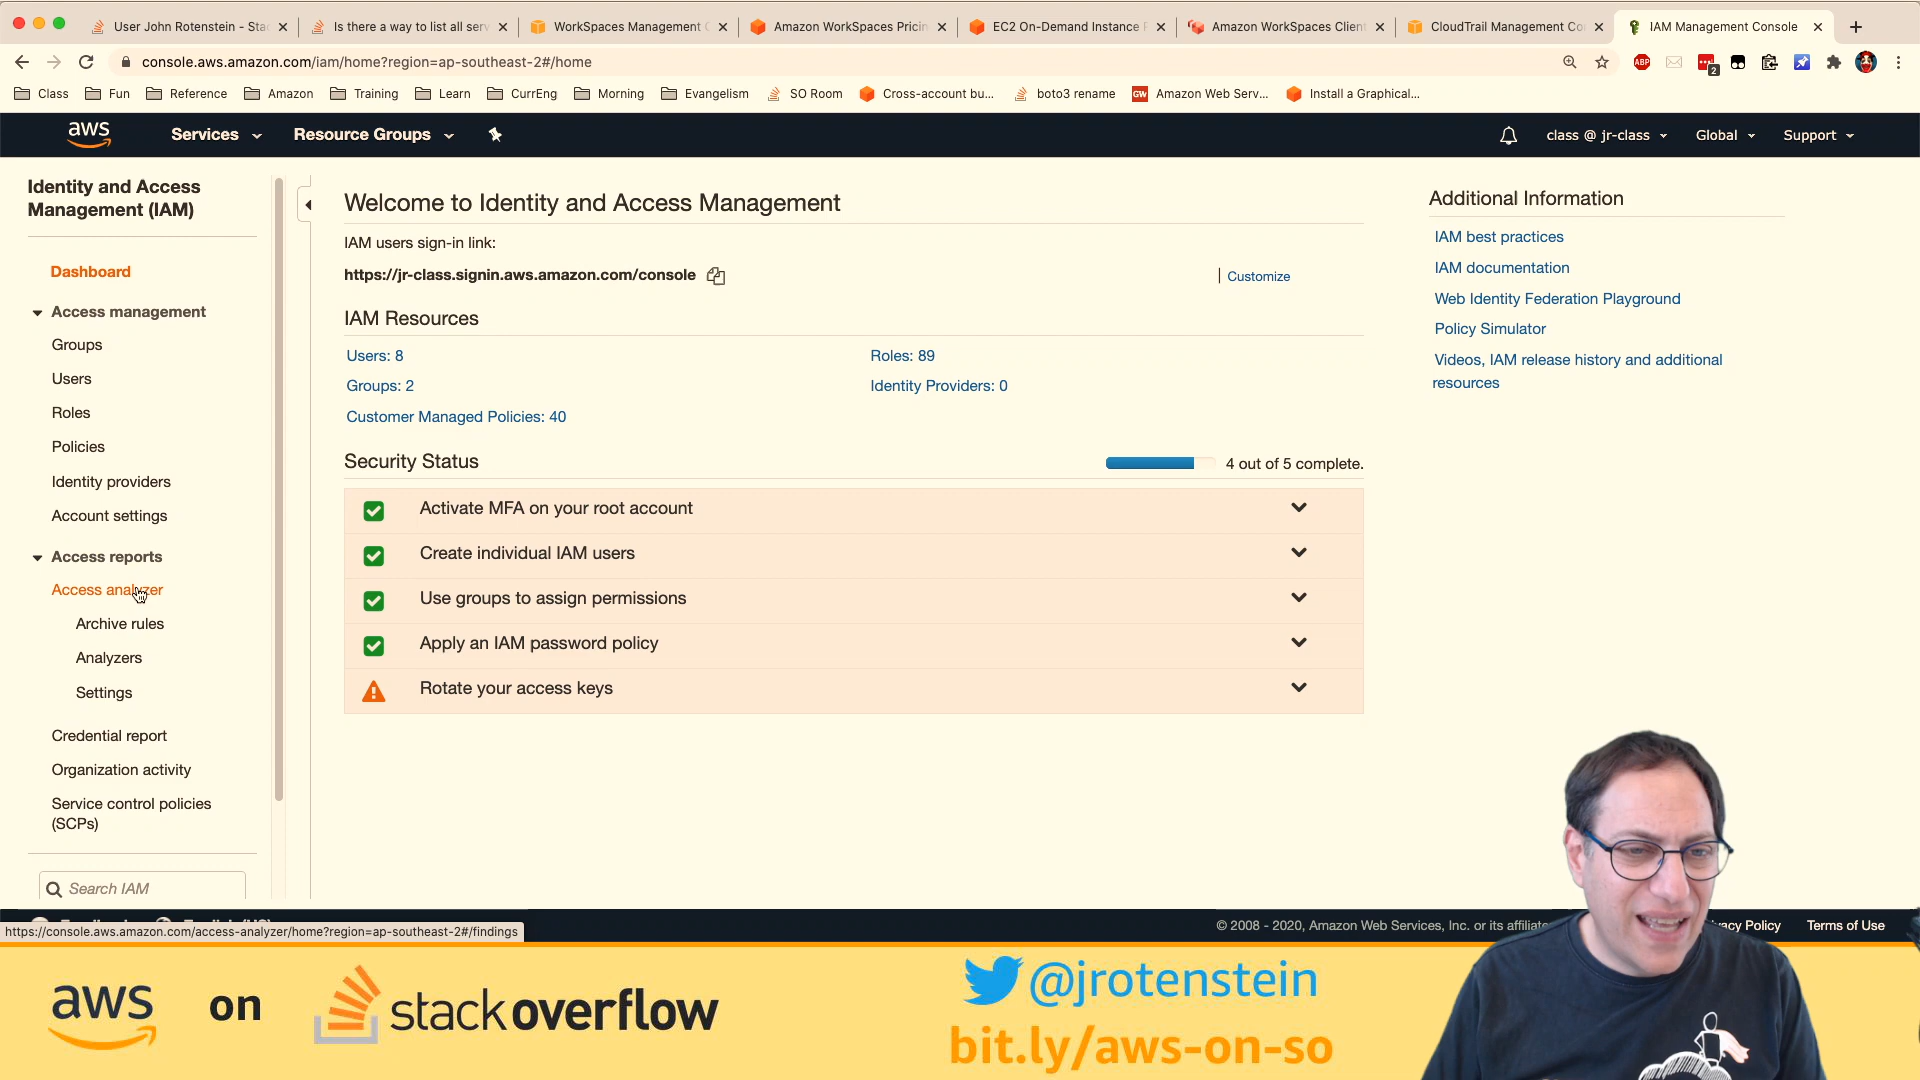 User John Rotenstein - Stac
Is there a way to list all serv
WorkSpaces Management C
Amazon WorkSpaces Pricin
EC2 On-Demand Instance P
Amazon WorkSpaces Client
CloudTrail Management Co
IAM Management Console
console.aws.amazon.com/iam/home?region=ap-southeast-2#/home
ABP
2
Class
Fun
Reference
Amazon
Training
Learn
CurrEng
Morning
Evangelism
SO Room
Cross-account bu...
boto3 rename
GW
Amazon Web Serv...
Install a Graphical...
aws
Services
Resource Groups
class @ jr-class
Global
Support
Identity and Access
Management (IAM)
Dashboard
Access management
Groups
Users
Roles
Policies
Identity providers
Account settings
Access reports
Access analyzer
Archive rules
Analyzers
Settings
Credential report
Organization activity
Service control policies
(SCPs)
Search IAM
Welcome to Identity and Access Management
IAM users sign-in link:
https://jr-class.signin.aws.amazon.com/console
Customize
IAM Resources
Users: 8
Roles: 89
Groups: 2
Identity Providers: 0
Customer Managed Policies: 40
Security Status
4 out of 5 complete.
Activate MFA on your root account
Create individual IAM users
Use groups to assign permissions
Apply an IAM password policy
Rotate your access keys
Additional Information
IAM best practices
IAM documentation
Web Identity Federation Playground
Policy Simulator
Videos, IAM release history and additional
resources
https://console.aws.amazon.com/access-analyzer/home?region=ap-southeast-2#/findings
© 2008 - 2020, Amazon Web Services, Inc. or its affiliate
vacy Policy
Terms of Use
aws
on
stackoverflow
@jrotenstein
bit.ly/aws-on-so